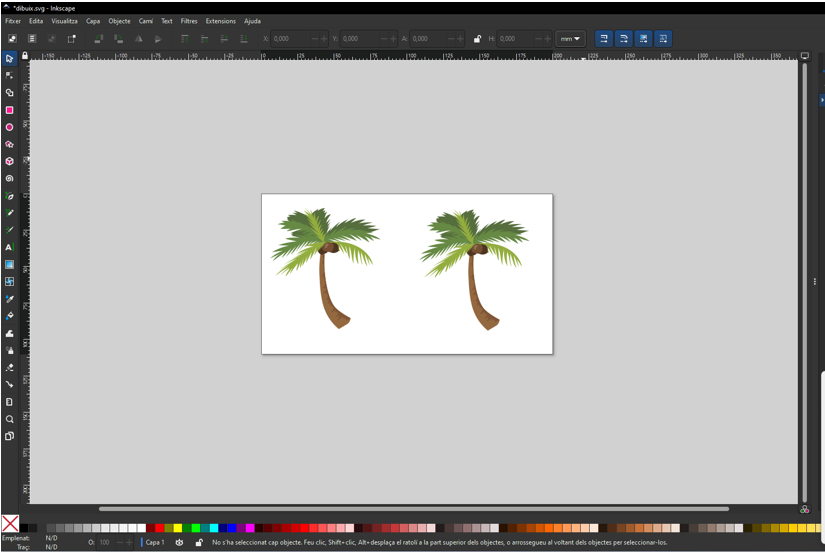 *dibuix.svg - Inkscape
Fitxer Edita Visualitza Capa Objecte Camí Text Filtres Extensions Ajuda
X: 0,000 Y: 0,000 A: 0,000 H: 0,000 mm
-150 -125 -100 -75 -50 -25 0 25 50 75 100 125 150 175 200 225 250 275 300 325 350
Emplenat: N/D O: 100 Capa 1 No s'ha seleccionat cap objecte. Feu clic, Shift+clic, Alt+desplaça el ratolí a la part superior dels objectes, o arrossegueu al voltant dels objectes per seleccionar-los.
Traç: N/D